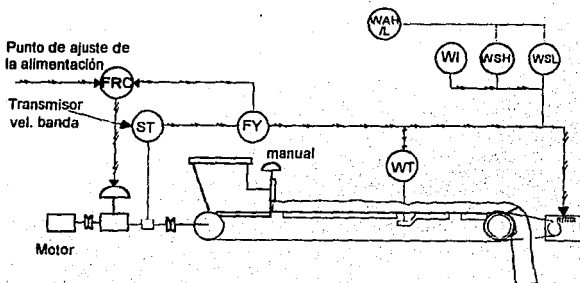 WAH
/L
Punto de ajuste de
la alimentación
WI
WSH
WSL
FRC
Transmisor
vel. banda
ST
FY
manual
WT
Motor